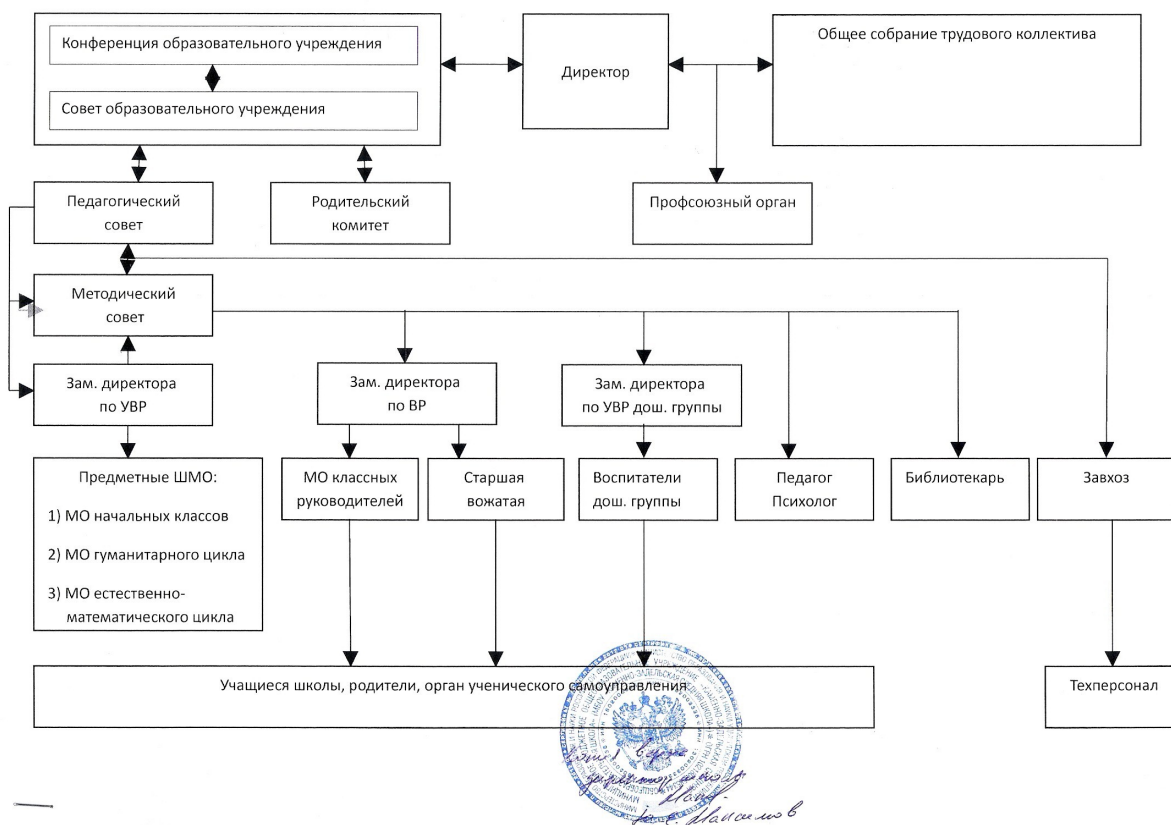 Конференция образовательного учреждения
Совет образовательного учреждения
Директор
Общее собрание трудового коллектива
Педагогический
совет
Родительский
комитет
Профсоюзный орган
Методический
совет
Зам. директора
по УВР
Зам. директора
по ВР
Зам. директора
по УВР дош. группы
Предметные ШМО:
1) МО начальных классов
2) МО гуманитарного цикла
3) МО естественно-
математического цикла
МО классных
руководителей
Старшая
вожатая
Воспитатели
дош. группы
Педагог
Психолог
Библиотекарь
Завхоз
Учащиеся школы, родители, орган ученического самоуправления
Техперсонал